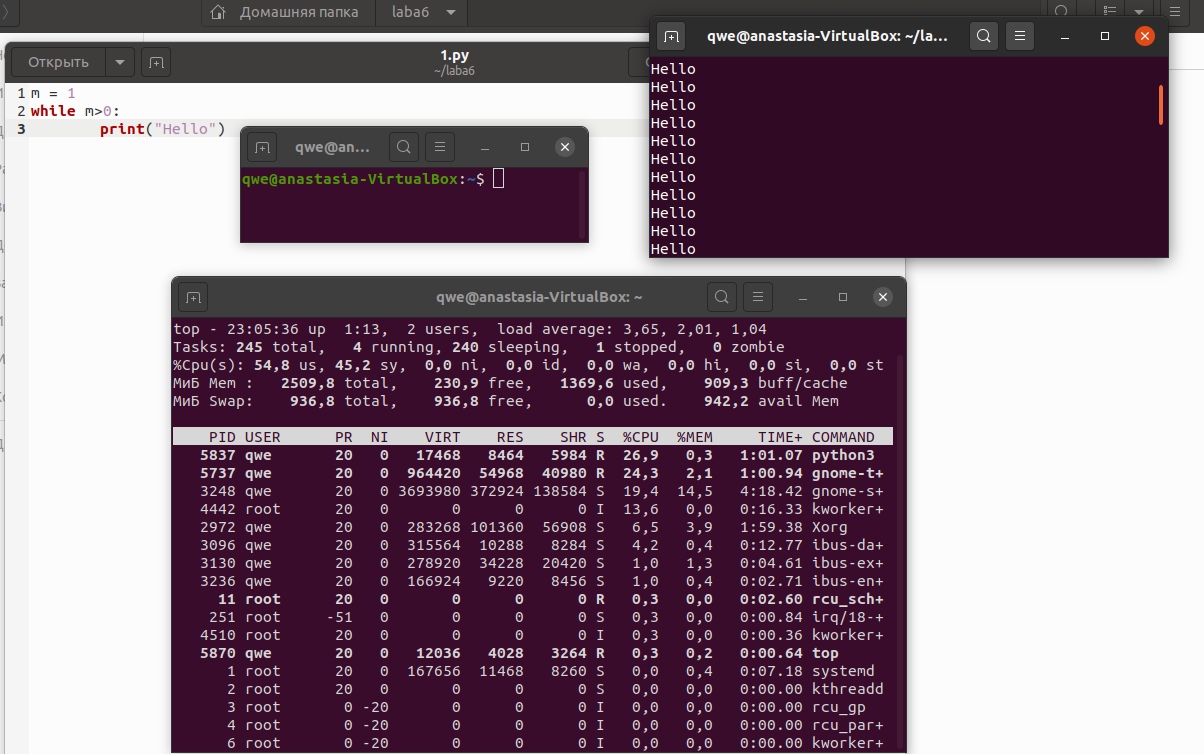 Домашняя папка laba6
Открыть
1.py
~/laba6
1 m = 1
2 while m>0:
3 print("Hello")
qwe@anastasia-VirtualBox: ~/la...
Hello
Hello
Hello
Hello
Hello
Hello
Hello
Hello
Hello
Hello
Hello
qwe@an...
qwe@anastasia-VirtualBox:~$
qwe@anastasia-VirtualBox: ~
top - 23:05:36 up 1:13, 2 users, load average: 3,65, 2,01, 1,04
Tasks: 245 total, 4 running, 240 sleeping, 1 stopped, 0 zombie
%Cpu(s): 54,8 us, 45,2 sy, 0,0 ni, 0,0 id, 0,0 wa, 0,0 hi, 0,0 si, 0,0 st
МиБ Mem : 2509,8 total, 230,9 free, 1369,6 used, 909,3 buff/cache
МиБ Swap: 936,8 total, 936,8 free, 0,0 used. 942,2 avail Mem
PID USER PR NI VIRT RES SHR S %CPU %MEM TIME+ COMMAND
5837 qwe 20 0 17468 8464 5984 R 26,9 0,3 1:01.07 python3
5737 qwe 20 0 964420 54968 40980 R 24,3 2,1 1:00.94 gnome-t+
3248 qwe 20 0 3693980 372924 138584 S 19,4 14,5 4:18.42 gnome-s+
4442 root 20 0 0 0 0 I 13,6 0,0 0:16.33 kworker+
2972 qwe 20 0 283268 101360 56908 S 6,5 3,9 1:59.38 Xorg
3096 qwe 20 0 315564 10288 8284 S 4,2 0,4 0:12.77 ibus-da+
3130 qwe 20 0 278920 34228 20420 S 1,0 1,3 0:04.61 ibus-ex+
3236 qwe 20 0 166924 9220 8456 S 1,0 0,4 0:02.71 ibus-en+
11 root 20 0 0 0 0 R 0,3 0,0 0:02.60 rcu_sch+
251 root -51 0 0 0 0 S 0,3 0,0 0:00.84 irq/18-+
4510 root 20 0 0 0 0 I 0,3 0,0 0:00.36 kworker+
5870 qwe 20 0 12036 4028 3264 R 0,3 0,2 0:00.64 top
1 root 20 0 167656 11468 8260 S 0,0 0,4 0:07.18 systemd
2 root 20 0 0 0 0 S 0,0 0,0 0:00.00 kthreadd
3 root 0 -20 0 0 0 I 0,0 0,0 0:00.00 rcu_gp
4 root 0 -20 0 0 0 I 0,0 0,0 0:00.00 rcu_par+
6 root 0 -20 0 0 0 I 0,0 0,0 0:00.00 kworker+